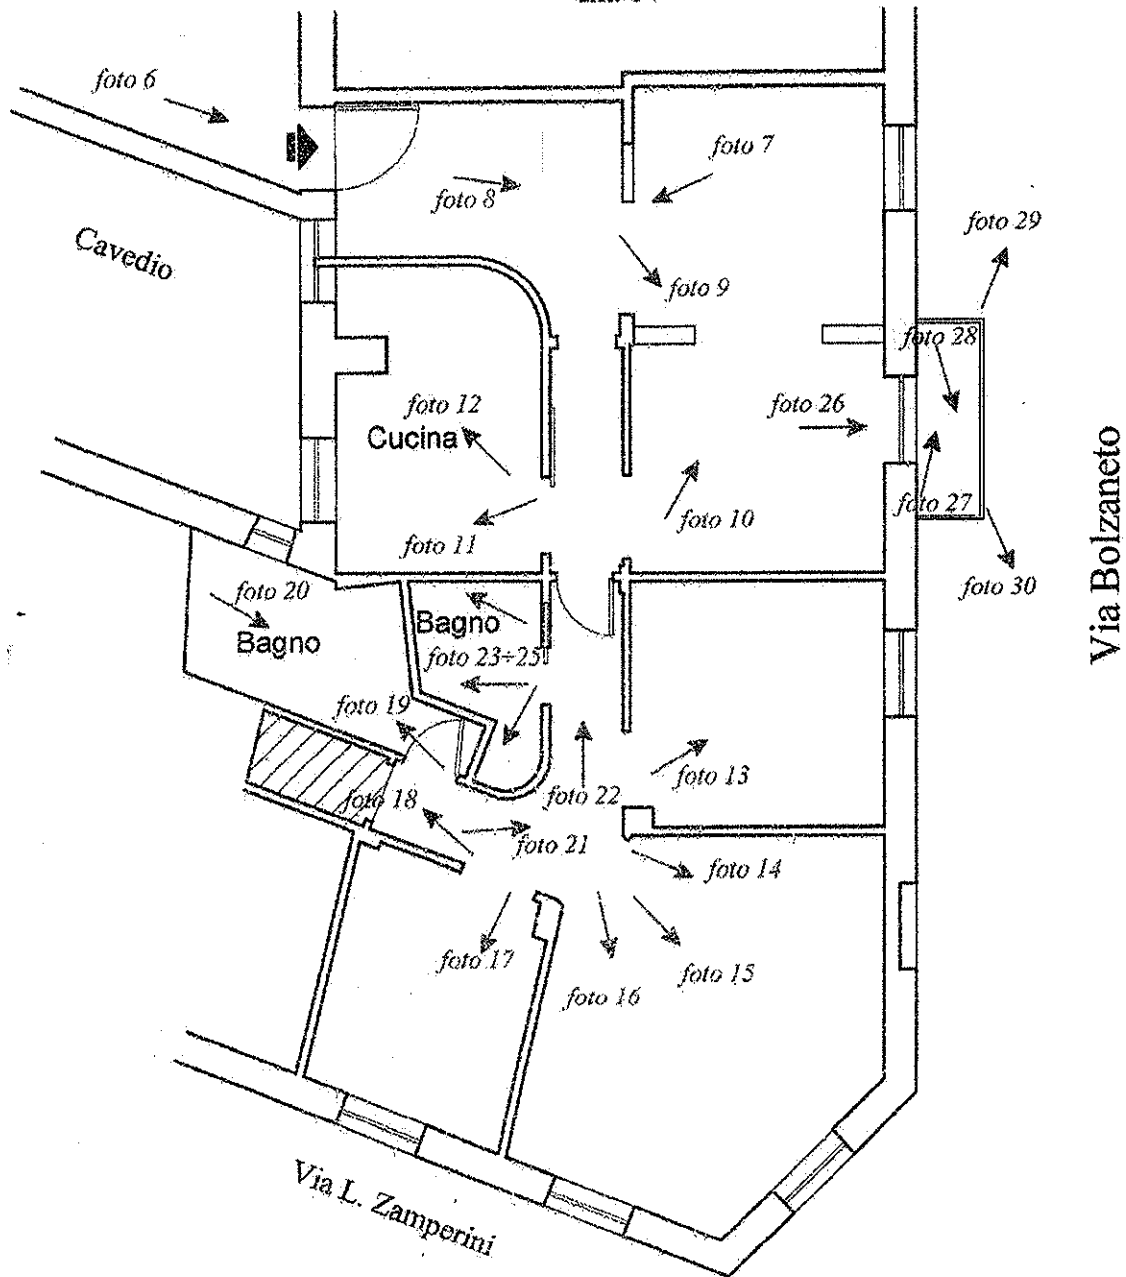 foto 6
foto 7
foto 8
Cavedio
foto 29
foto 9
foto 28
foto 12
foto 26
Cucina
foto 27
foto 10
foto 11
Via Bolzaneto
foto 30
foto 20
Bagno
Bagno
foto 23÷25
foto 19
foto 13
foto 22
foto 18
foto 21
foto 14
foto 17
foto 15
foto 16
Via L. Zamperini